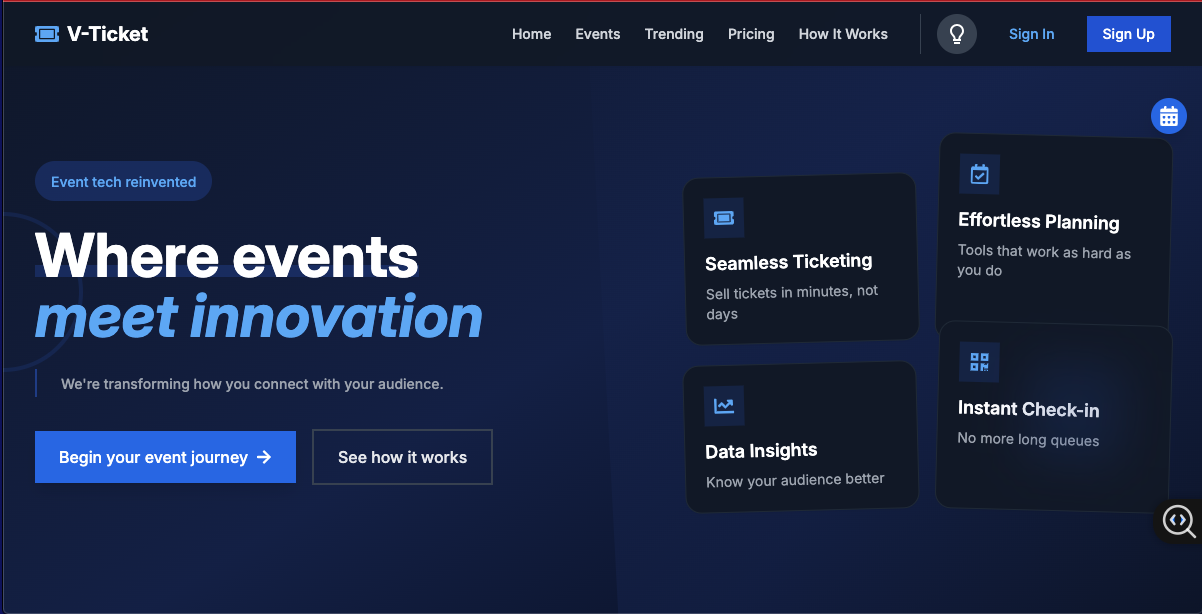 V-Ticket
Home
Events
Trending
Pricing
How It Works
Sign In
Sign Up
Event tech reinvented
Where events
meet innovation
We're transforming how you connect with your audience.
Begin your event journey →
See how it works
Seamless Ticketing
Sell tickets in minutes, not
days
Effortless Planning
Tools that work as hard as
you do
Data Insights
Know your audience better
Instant Check-in
No more long queues